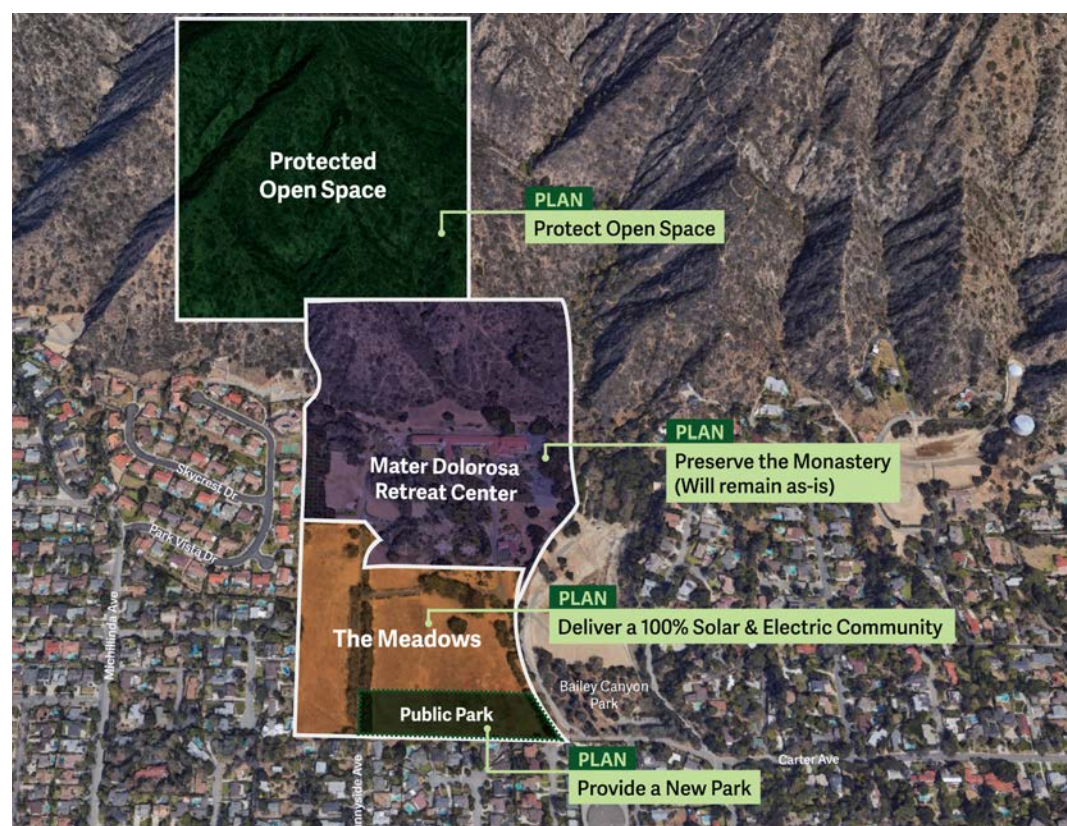 Protected
Open Space
PLAN
Protect Open Space
PLAN
Preserve the Monastery
(Will remain as-is)
Mater Dolorosa
Retreat Center
Skycrest Dr
Park Vista Dr
Michillinda Ave
PLAN
Deliver a 100% Solar & Electric Community
The Meadows
Bailey Canyon
Park
Public Park
Carter Ave
PLAN
Provide a New Park
nnyside Ave